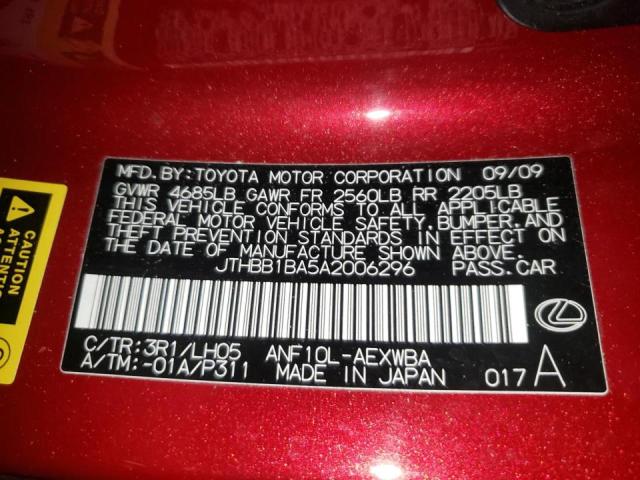 MFD. BY: TOYOTA MOTOR CORPORATION 09/09
GVWR 4685LB GAWR FR 2560LB RR 2205LB
THIS VEHICLE CONFORMS TO ALL APPLICABLE
FEDERAL MOTOR VEHICLE SAFETY, BUMPER, AND
THEFT PREVENTION STANDARDS IN EFFECT ON
THE DATE OF MANUFACTURE SHOWN ABOVE.
JTHBB1BA5A2006296 PASS.CAR
C/TR:3R1/LH05 ANF10L-AEXWBA
A/TM:-01A/P311 MADE IN JAPAN 017A
CAUTION
ATTENTION